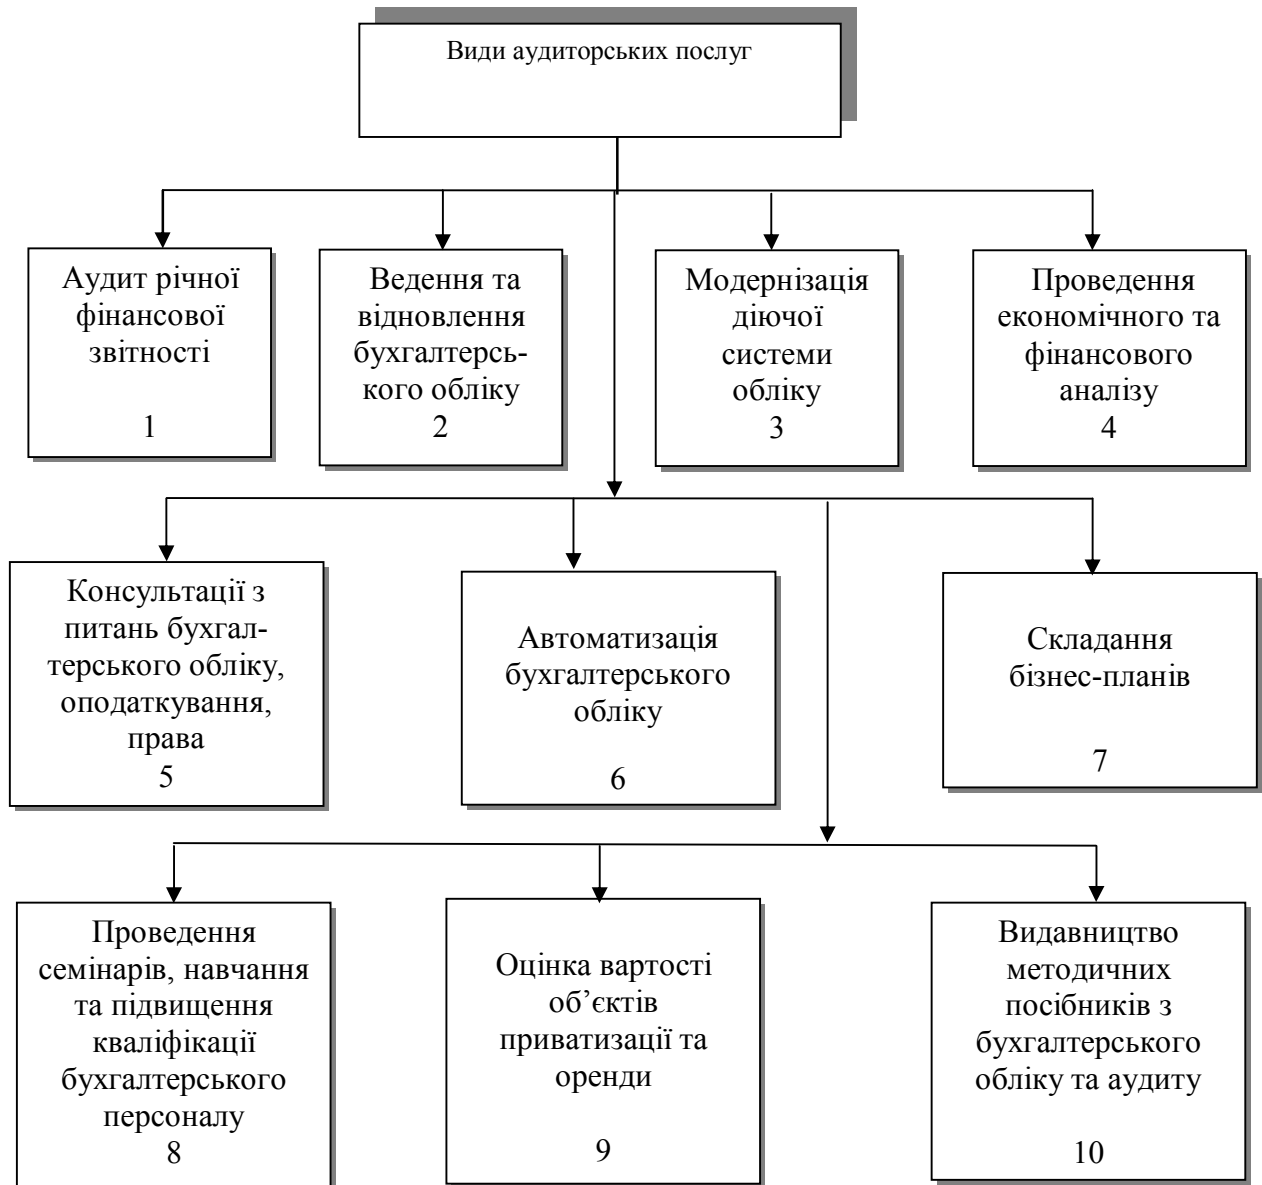 Види аудиторських послуг
Аудит річної
фінансової
звітності
1
Ведення та
відновлення
бухгалтерсь-
кого обліку
2
Модернізація
діючої
системи
обліку
3
Проведення
економічного та
фінансового
аналізу
4
Консультації з
питань бухгал-
терського обліку,
оподаткування,
права
5
Автоматизація
бухгалтерського
обліку
6
Складання
бізнес-планів
7
Проведення
семінарів, навчання
та підвищення
кваліфікації
бухгалтерського
персоналу
8
Оцінка вартості
об’єктів
приватизації та
оренди
9
Видавництво
методичних
посібників з
бухгалтерського
обліку та аудиту
10